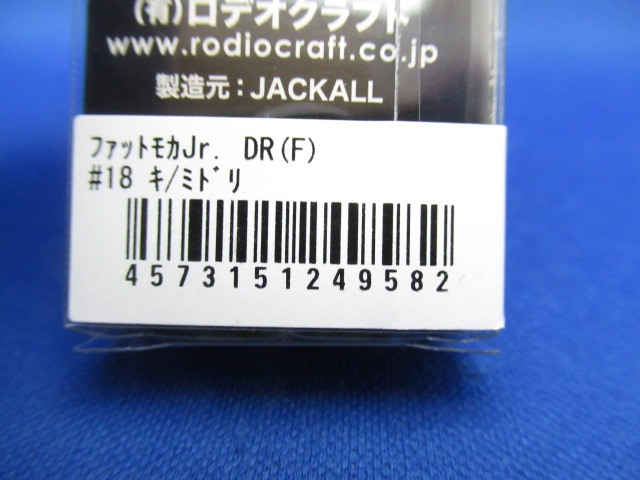 (有)ロデオクラフト
www.rodiocraft.co.jp
製造元：JACKALL
ﾌｧｯﾄﾓｶJr. DR(F)
#18 ｷ/ﾐﾄﾞﾘ
4573151249582